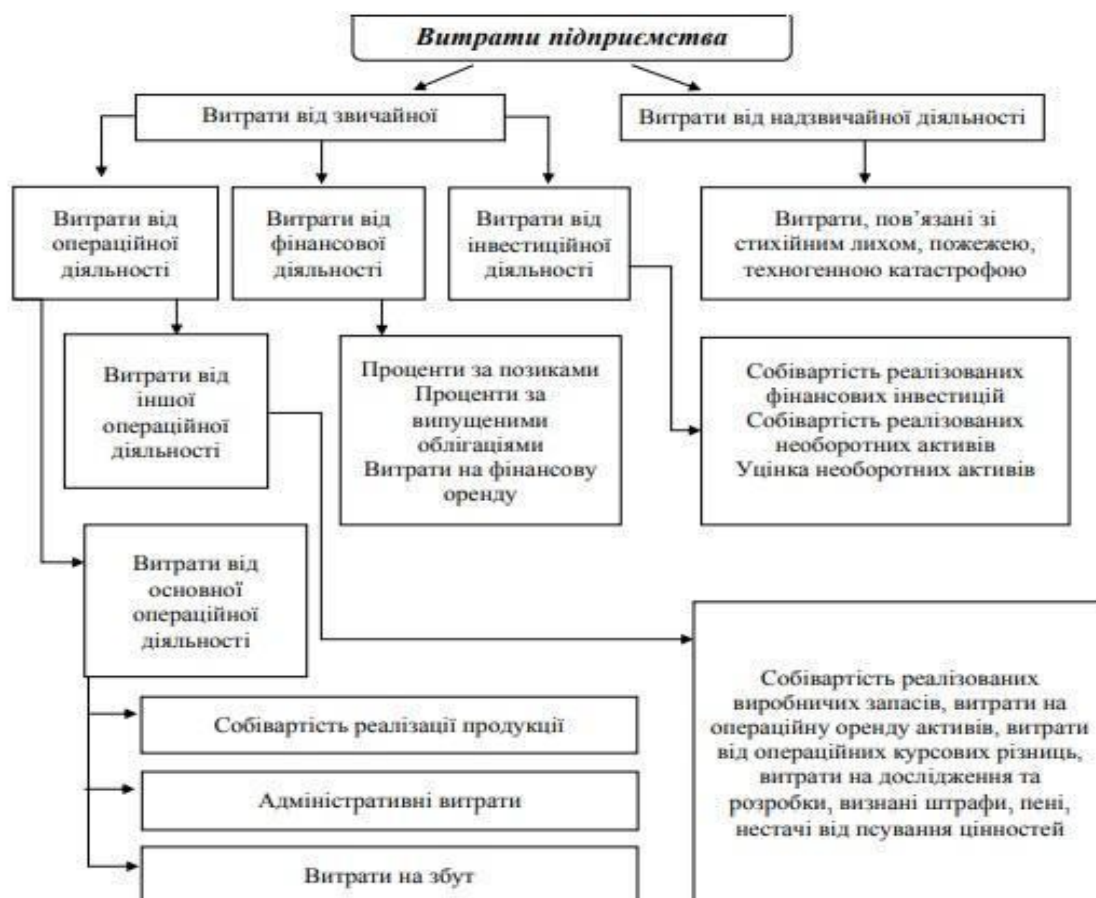 Витрати підприємства
Витрати від звичайної
Витрати від надзвичайної діяльності
Витрати від
операційної
діяльності
Витрати від
фінансової
діяльності
Витрати від
інвестиційної
діяльності
Витрати, пов’язані зі
стихійним лихом, пожежею,
техногенною катастрофою
Витрати від
іншої
операційної
діяльності
Проценти за позиками
Проценти за
випущеними
облігаціями
Витрати на фінансову
оренду
Собівартість реалізованих
фінансових інвестицій
Собівартість реалізованих
необоротних активів
Уцінка необоротних активів
Витрати від
основної
операційної
діяльності
Собівартість реалізації продукції
Адміністративні витрати
Витрати на збут
Собівартість реалізованих
виробничих запасів, витрати на
операційну оренду активів, витрати
від операційних курсових різниць,
витрати на дослідження та
розробки, визнані штрафи, пені,
нестачі від псування цінностей